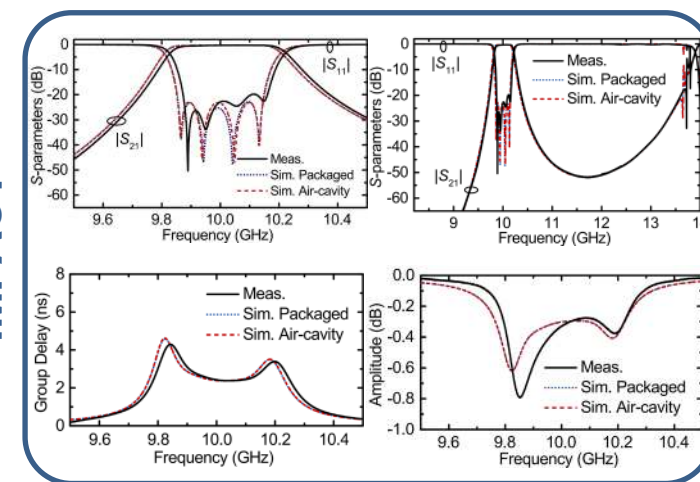 0
-10
-20
-30
-40
-50
-60
S-parameters (dB)
|S11|
|S21|
Meas.
Sim. Packaged
Sim. Air-cavity
9.6 9.8 10.0 10.2 10.4
Frequency (GHz)
0
-10
-20
-30
-40
-50
-60
S-parameters (dB)
|S11|
|S21|
Meas.
Sim. Packaged
Sim. Air-cavity
9 10 11 12 13
Frequency (GHz)
8
6
4
2
0
Group Delay (ns)
Meas.
Sim. Packaged
Sim. Air-cavity
9.6 9.8 10.0 10.2 10.4
Frequency (GHz)
0.0
-0.2
-0.4
-0.6
-0.8
-1.0
Amplitude (dB)
Meas.
Sim. Packaged
Sim. Air-cavity
9.6 9.8 10.0 10.2 10.4
Frequency (GHz)